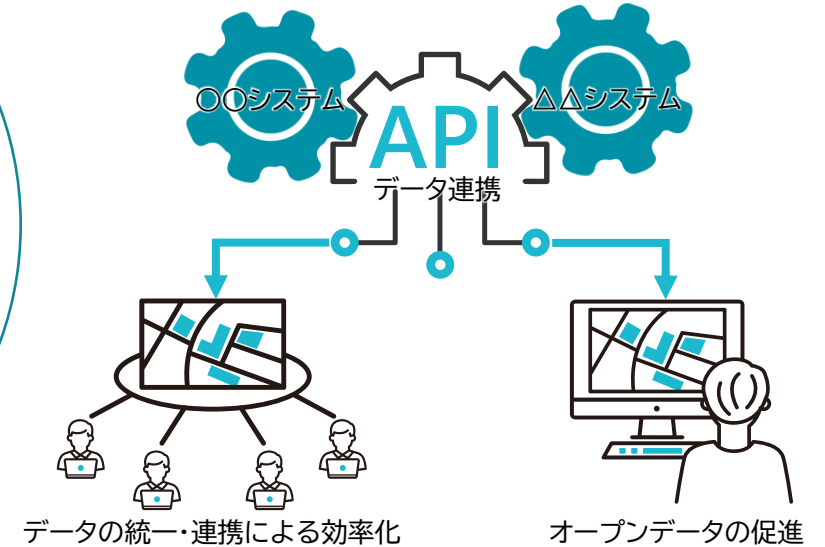 〇〇システム
△△システム
API
データ連携
データの統一・連携による効率化
オープンデータの促進